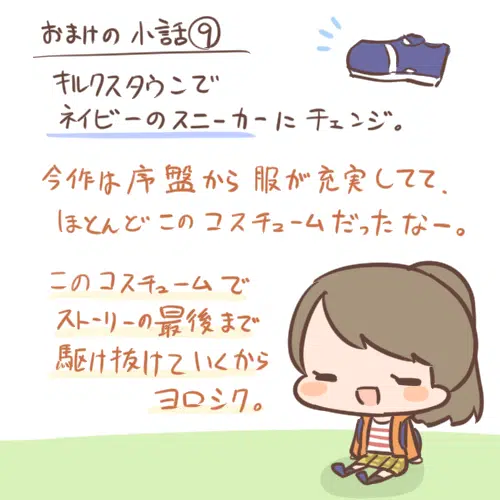 おまけの 小話⑨
キルクスタウンで
ネイビーのスニーカーにチェンジ。
今作は序盤から服が充実してて、
ほとんどこのコスチュームだったなー。
このコスチュームで
ストーリーの最後まで
駆け抜けていくから
ヨロシク。